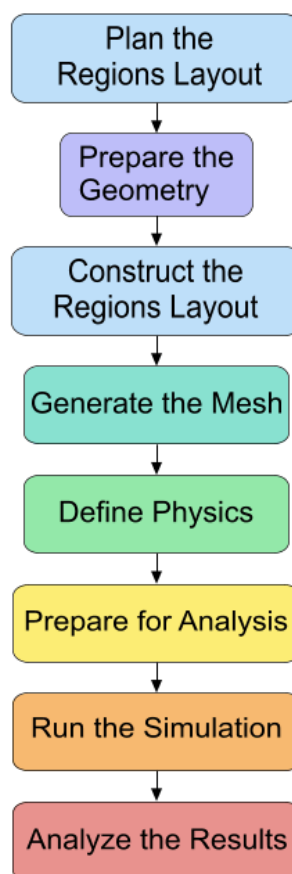 Plan the
Regions Layout
Prepare the
Geometry
Construct the
Regions Layout
Generate the Mesh
Define Physics
Prepare for Analysis
Run the Simulation
Analyze the Results